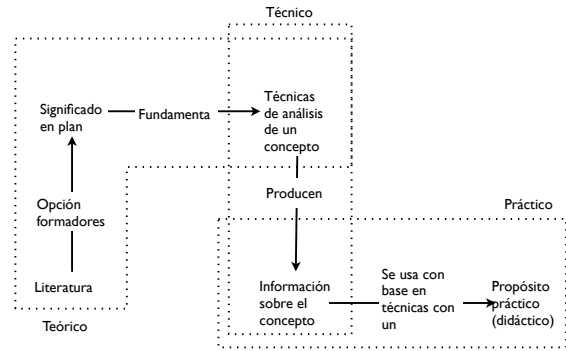 Técnico
Significado
en plan
Fundamenta
Técnicas
de análisis
de un
concepto
Opción
formadores
Producen
Práctico
Literatura
Información
sobre el
concepto
Se usa con
base en
técnicas con
un
Propósito
práctico
(didáctico)
Teórico